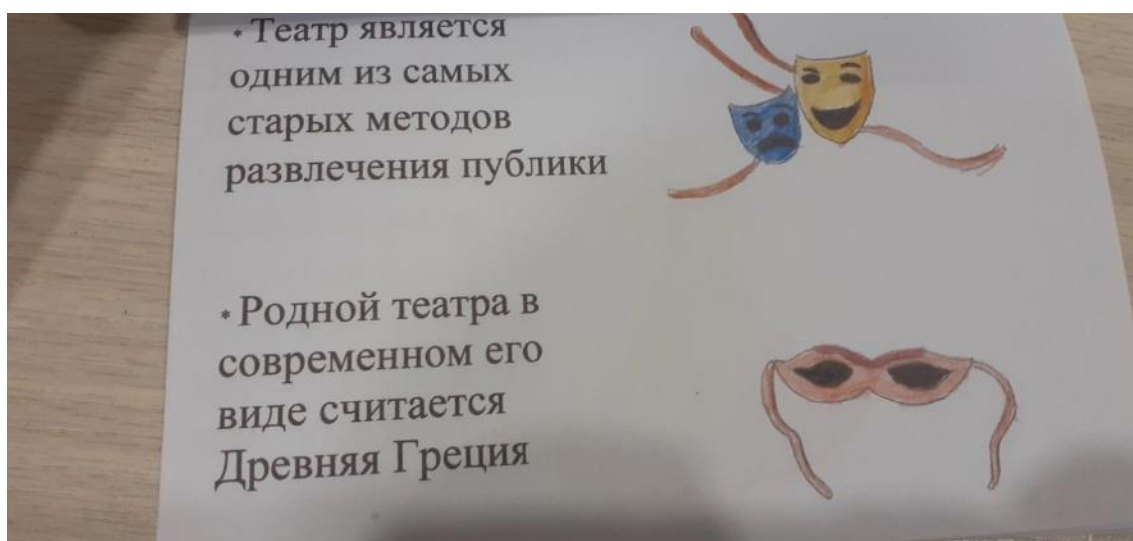 * Театр является
одним из самых
старых методов
развлечения публики
* Родной театра в
современном его
виде считается
Древняя Греция